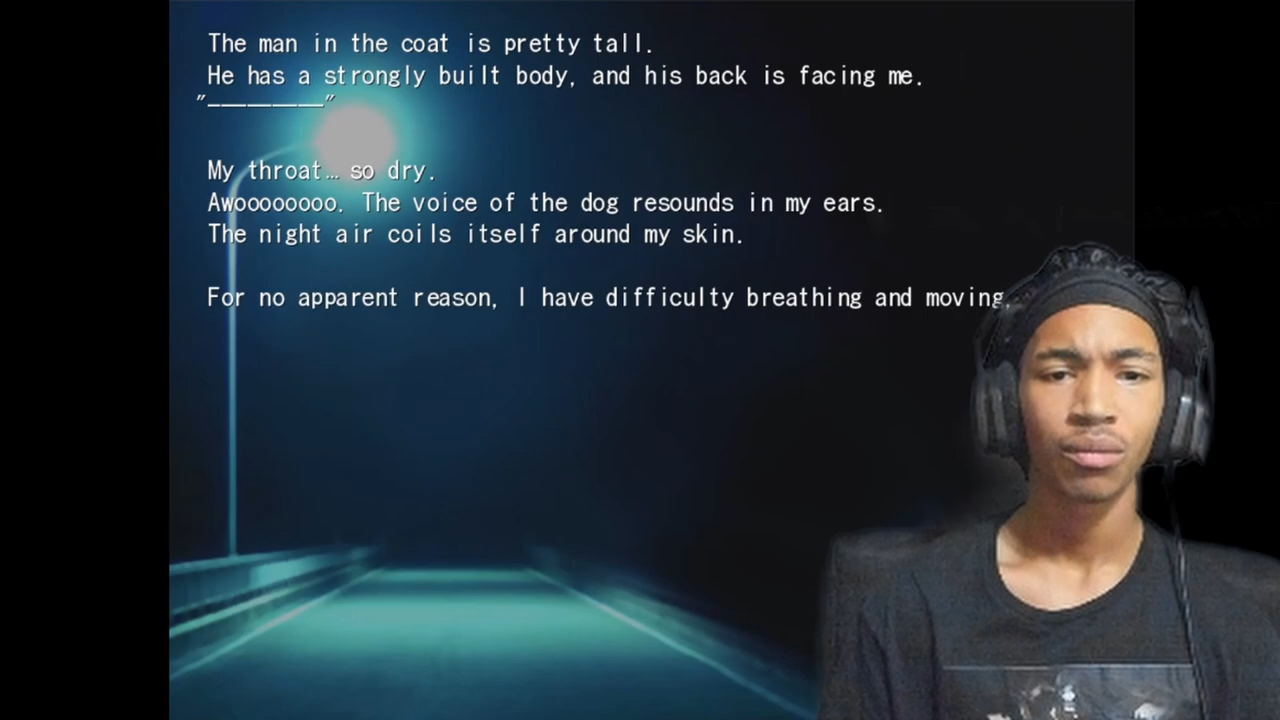 The man in the coat is pretty tall.
He has a strongly built body, and his back is facing me.
"—————————"
My throat… so dry.
Awoooooooo. The voice of the dog resounds in my ears.
The night air coils itself around my skin.
For no apparent reason, I have difficulty breathing and moving.